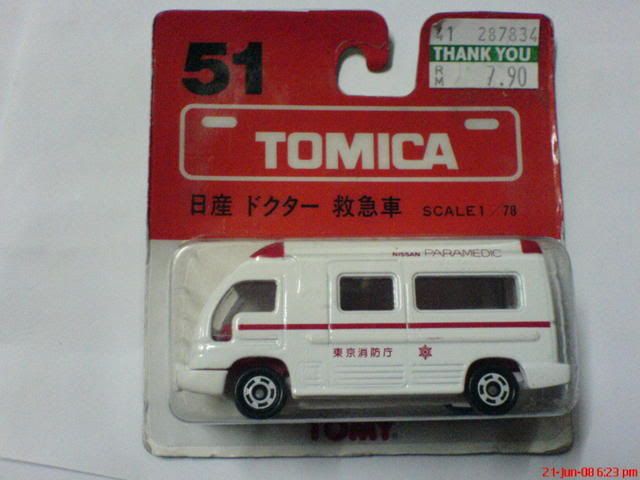 51
41 287834
THANK YOU
RM 7.90
TOMICA
日産 ドクター 救急車 SCALE 1/78
NISSAN PARAMEDIC
東京消防庁
TOMY
21-Jun-08 6:23 pm